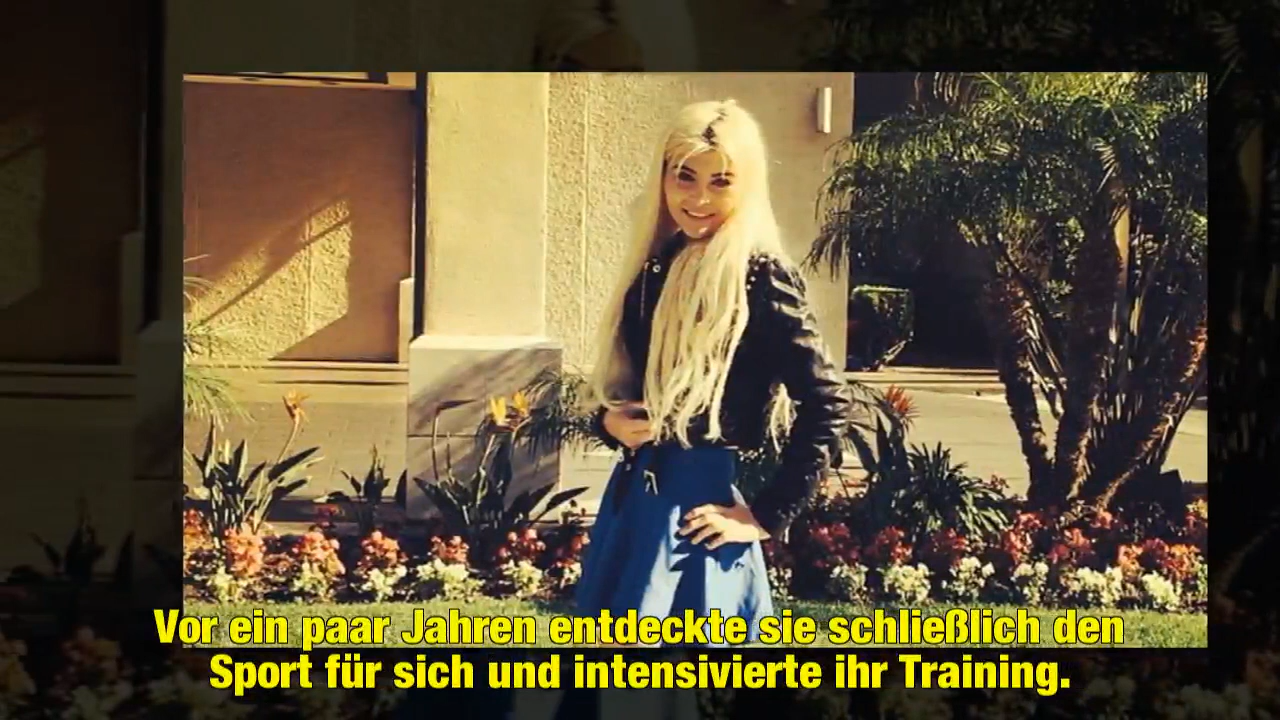 Vor ein paar Jahren entdeckte sie schließlich den
Sport für sich und intensivierte ihr Training.